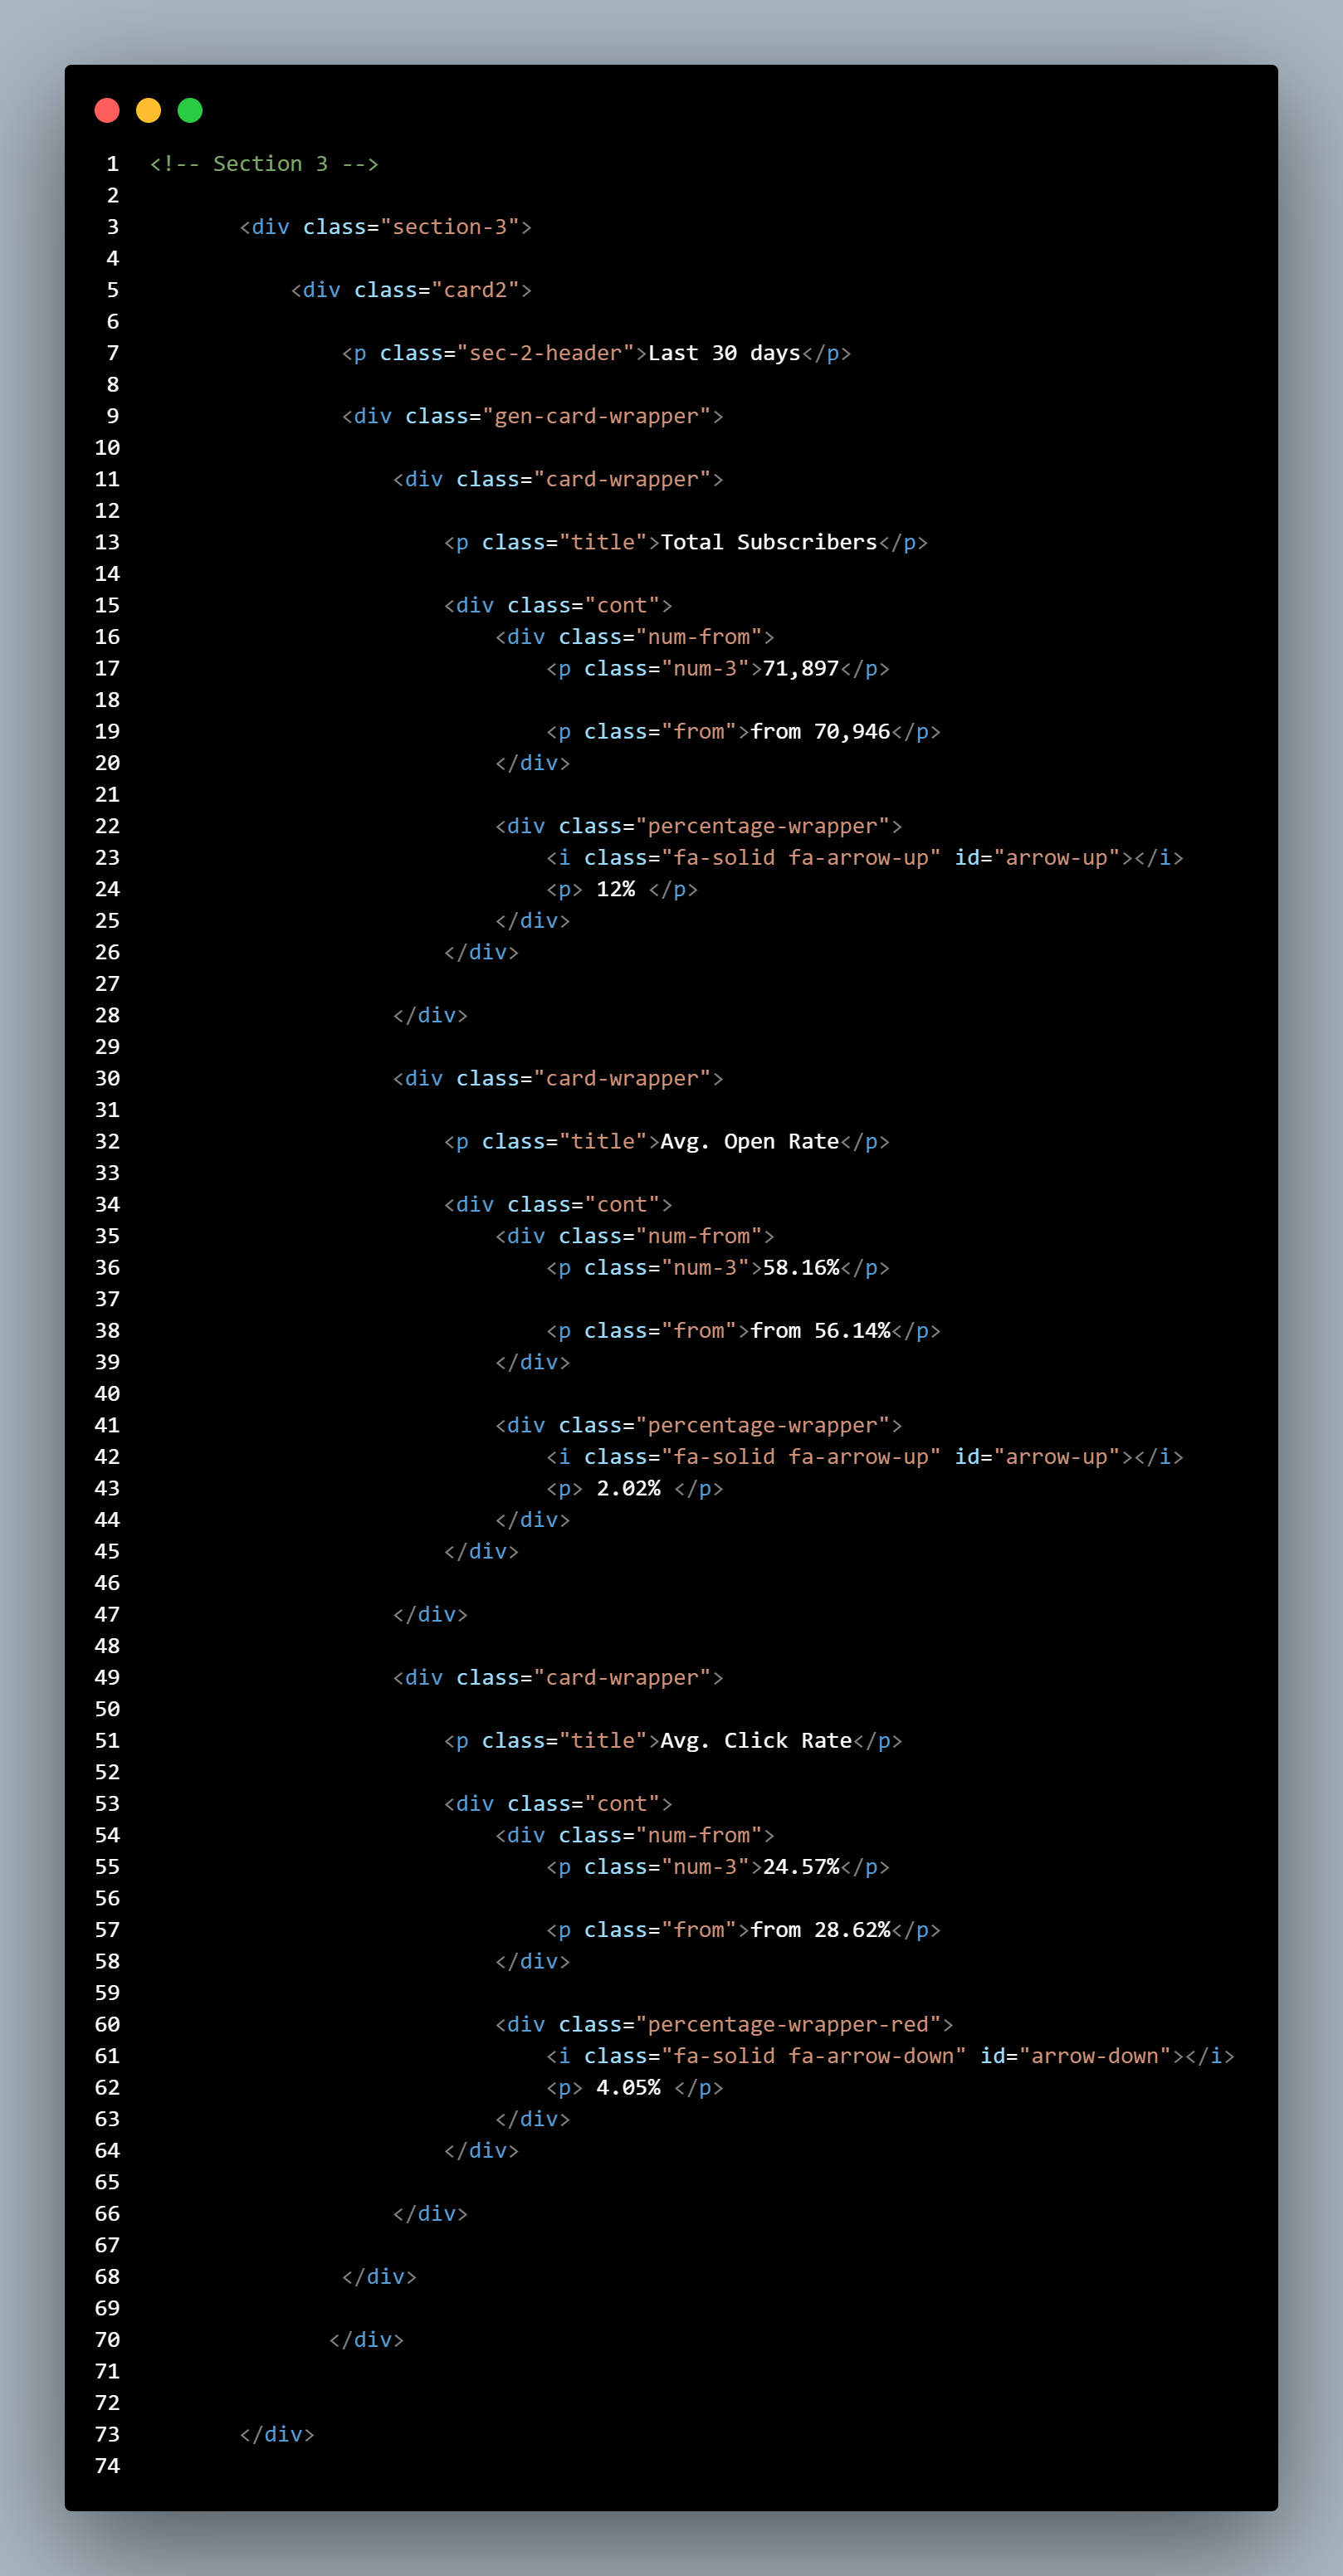 1 <!-- Section 3 -->
2
3 <div class="section-3">
4
5 <div class="card2">
6
7 <p class="sec-2-header">Last 30 days</p>
8
9 <div class="gen-card-wrapper">
10
11 <div class="card-wrapper">
12
13 <p class="title">Total Subscribers</p>
14
15 <div class="cont">
16 <div class="num-from">
17 <p class="num-3">71,897</p>
18
19 <p class="from">from 70,946</p>
20 </div>
21
22 <div class="percentage-wrapper">
23 <i class="fa-solid fa-arrow-up" id="arrow-up"></i>
24 <p> 12% </p>
25 </div>
26 </div>
27
28 </div>
29
30 <div class="card-wrapper">
31
32 <p class="title">Avg. Open Rate</p>
33
34 <div class="cont">
35 <div class="num-from">
36 <p class="num-3">58.16%</p>
37
38 <p class="from">from 56.14%</p>
39 </div>
40
41 <div class="percentage-wrapper">
42 <i class="fa-solid fa-arrow-up" id="arrow-up"></i>
43 <p> 2.02% </p>
44 </div>
45 </div>
46
47 </div>
48
49 <div class="card-wrapper">
50
51 <p class="title">Avg. Click Rate</p>
52
53 <div class="cont">
54 <div class="num-from">
55 <p class="num-3">24.57%</p>
56
57 <p class="from">from 28.62%</p>
58 </div>
59
60 <div class="percentage-wrapper-red">
61 <i class="fa-solid fa-arrow-down" id="arrow-down"></i>
62 <p> 4.05% </p>
63 </div>
64 </div>
65
66 </div>
67
68 </div>
69
70 </div>
71
72
73 </div>
74